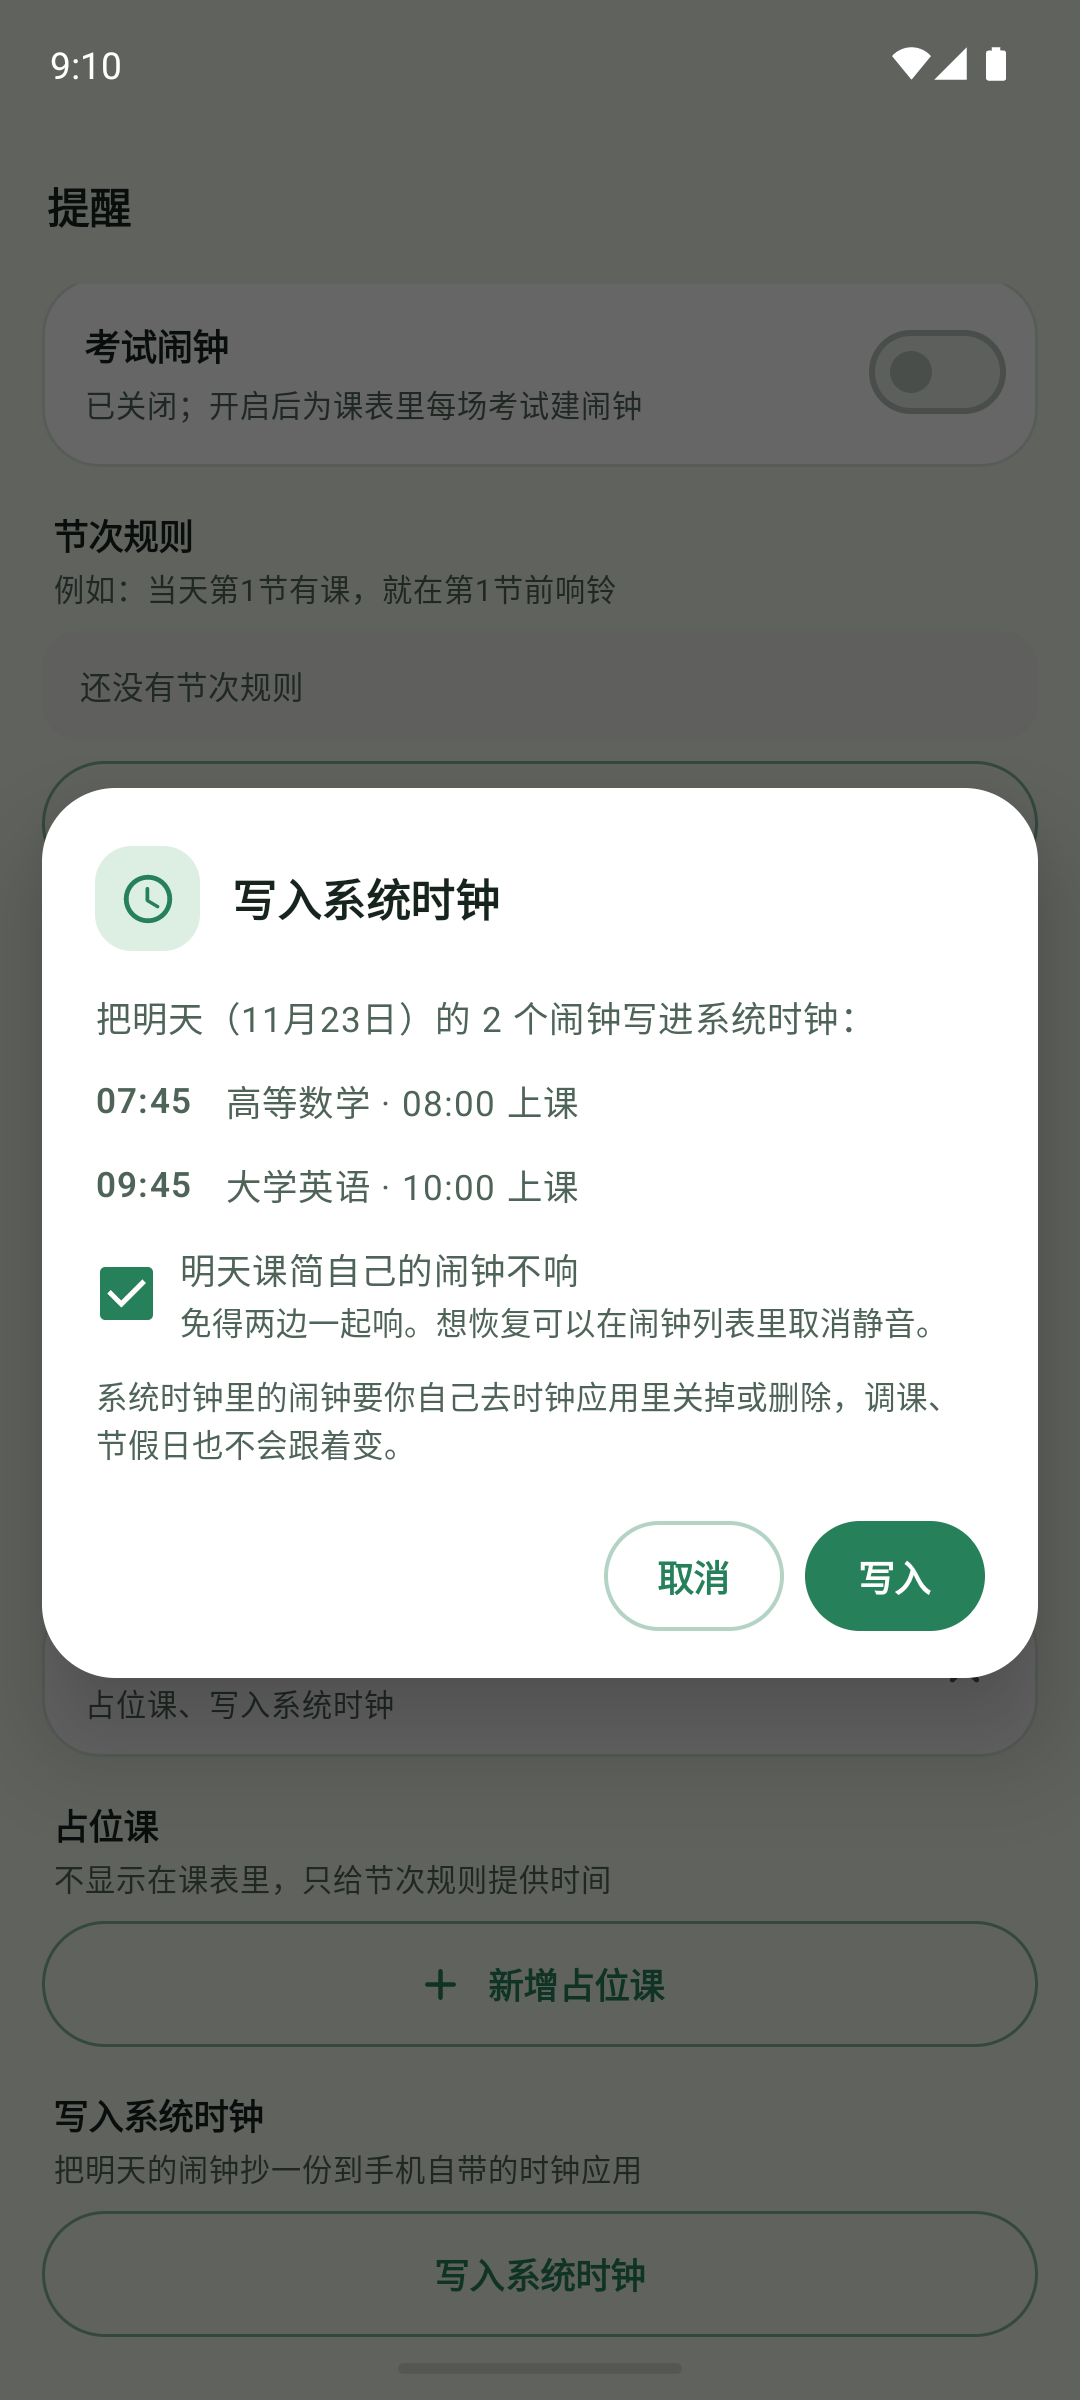 9:10
提醒
考试闹钟
已关闭；开启后为课表里每场考试建闹钟
节次规则
例如：当天第1节有课，就在第1节前响铃
还没有节次规则
写入系统时钟
把明天（11月23日）的 2 个闹钟写进系统时钟：
07:45 高等数学 · 08:00 上课
09:45 大学英语 · 10:00 上课
明天课简自己的闹钟不响
免得两边一起响。想恢复可以在闹钟列表里取消静音。
系统时钟里的闹钟要你自己去时钟应用里关掉或删除，调课、
节假日也不会跟着变。
取消 写入
占位课、写入系统时钟
占位课
不显示在课表里，只给节次规则提供时间
新增占位课
写入系统时钟
把明天的闹钟抄一份到手机自带的时钟应用
写入系统时钟